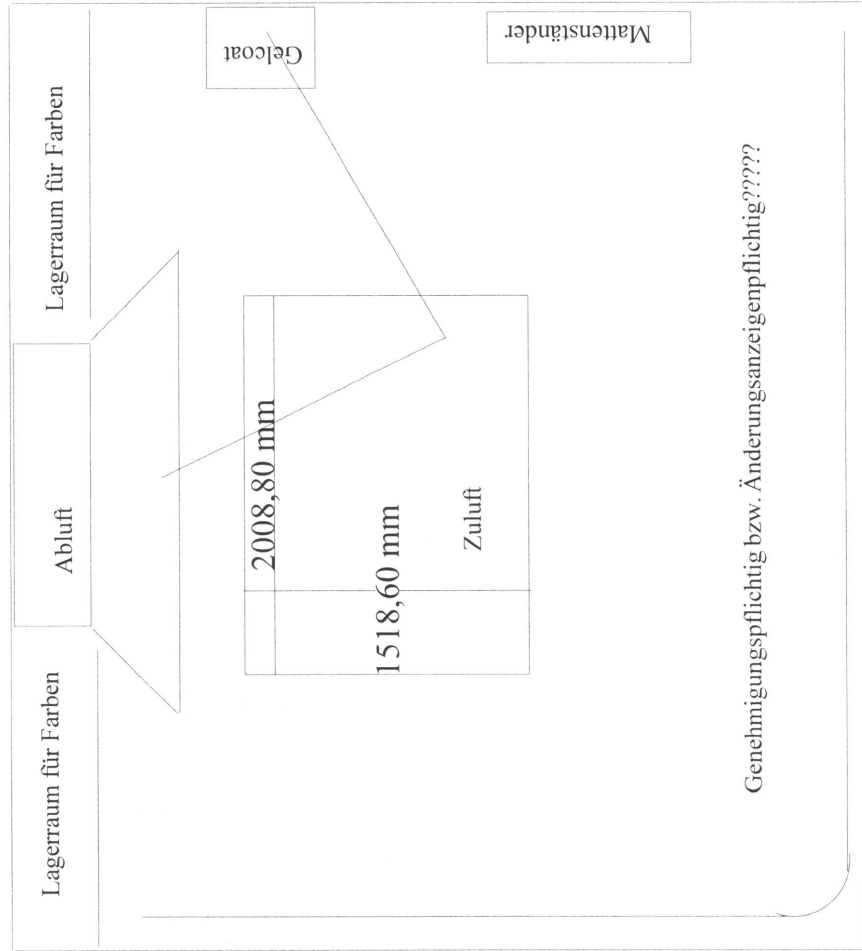 Lagerraum für Farben
Abluft
Lagerraum für Farben
Gelcoat
Mattenständer
2008,80 mm
1518,60 mm
Zuluft
Genehmigungspflichtig bzw. Änderungsanzeigenpflichtig?????